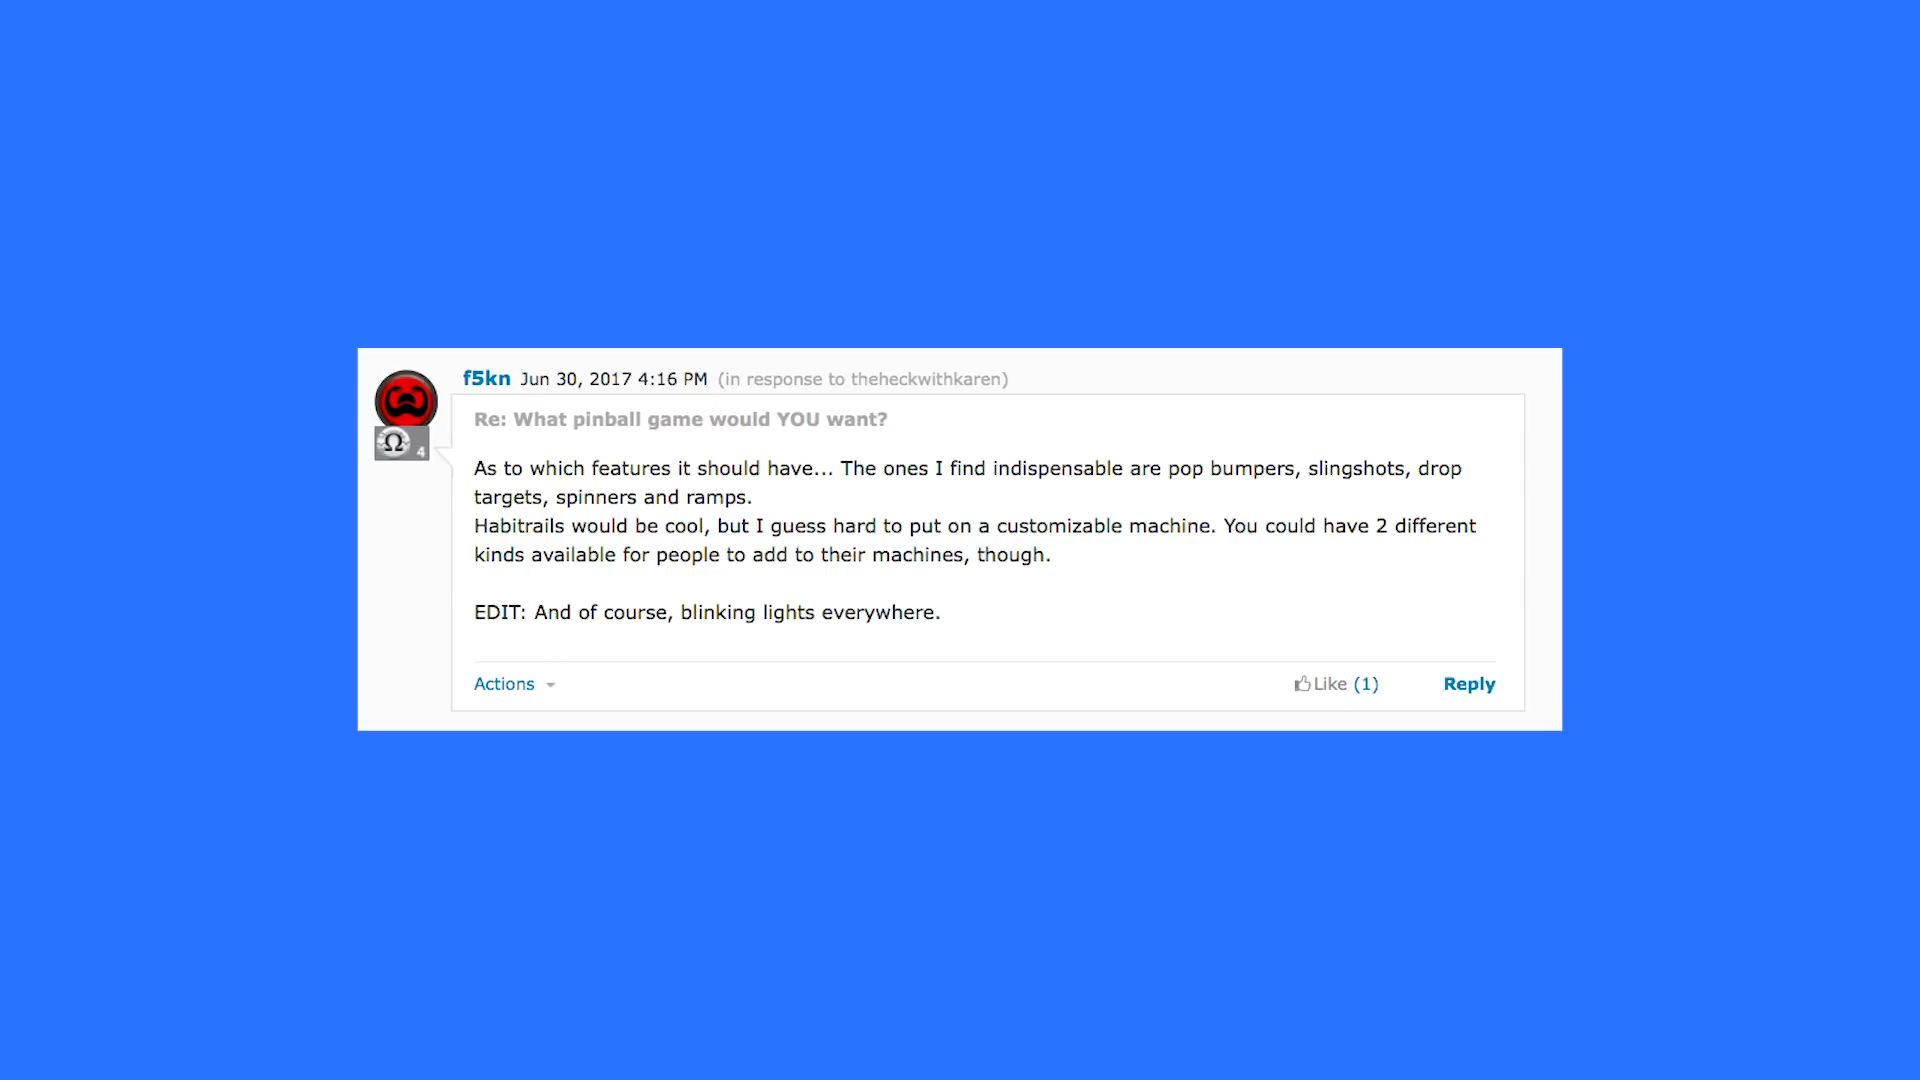 f5kn Jun 30, 2017 4:16 PM (in response to theheckwithkaren)
Re: What pinball game would YOU want?
Ω 4
As to which features it should have... The ones I find indispensable are pop bumpers, slingshots, drop
targets, spinners and ramps.
Habitrails would be cool, but I guess hard to put on a customizable machine. You could have 2 different
kinds available for people to add to their machines, though.
EDIT: And of course, blinking lights everywhere.
Actions Like (1) Reply